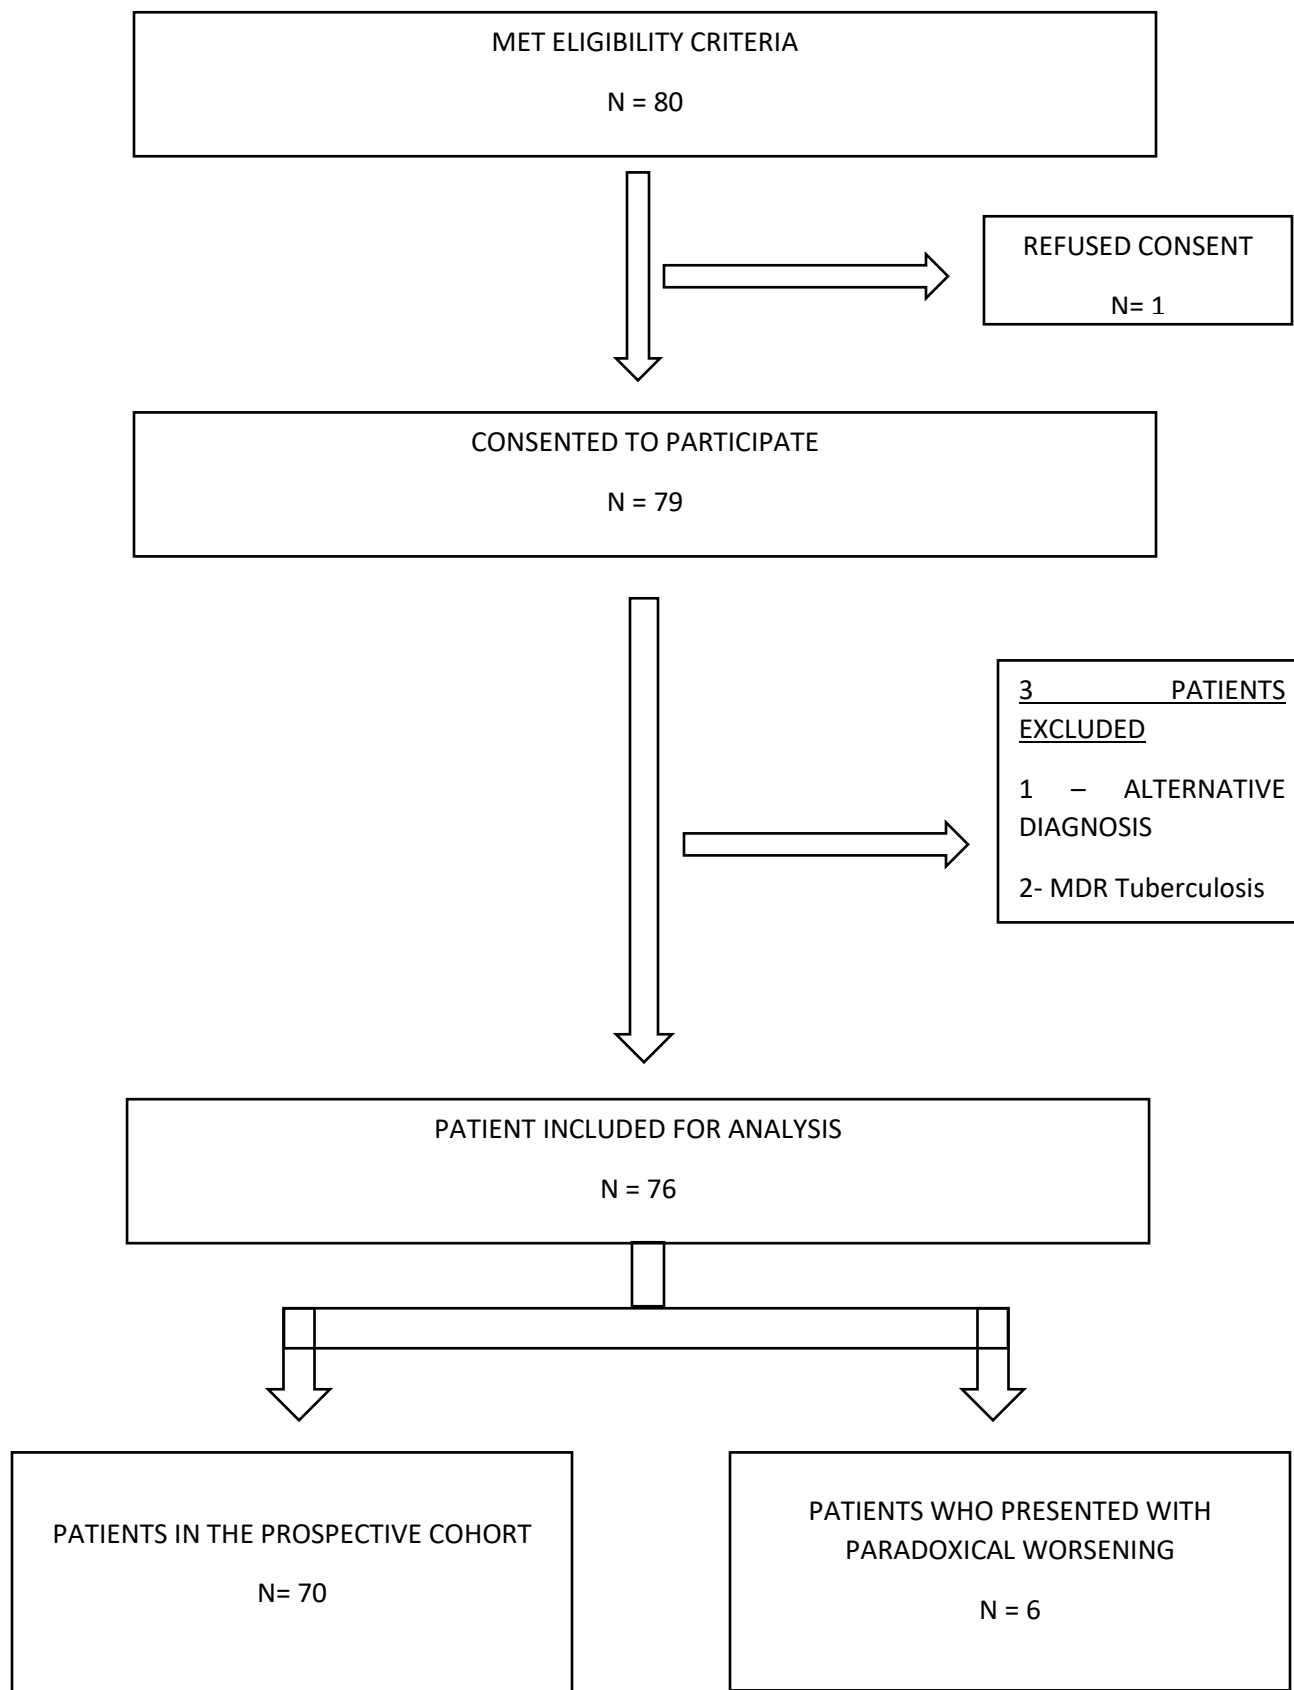 MET ELIGIBILITY CRITERIA
N = 80
REFUSED CONSENT
N= 1
CONSENTED TO PARTICIPATE
N = 79
3 PATIENTS
EXCLUDED
1 – ALTERNATIVE
DIAGNOSIS
2- MDR Tuberculosis
PATIENT INCLUDED FOR ANALYSIS
N = 76
PATIENTS IN THE PROSPECTIVE COHORT
N= 70
PATIENTS WHO PRESENTED WITH
PARADOXICAL WORSENING
N = 6